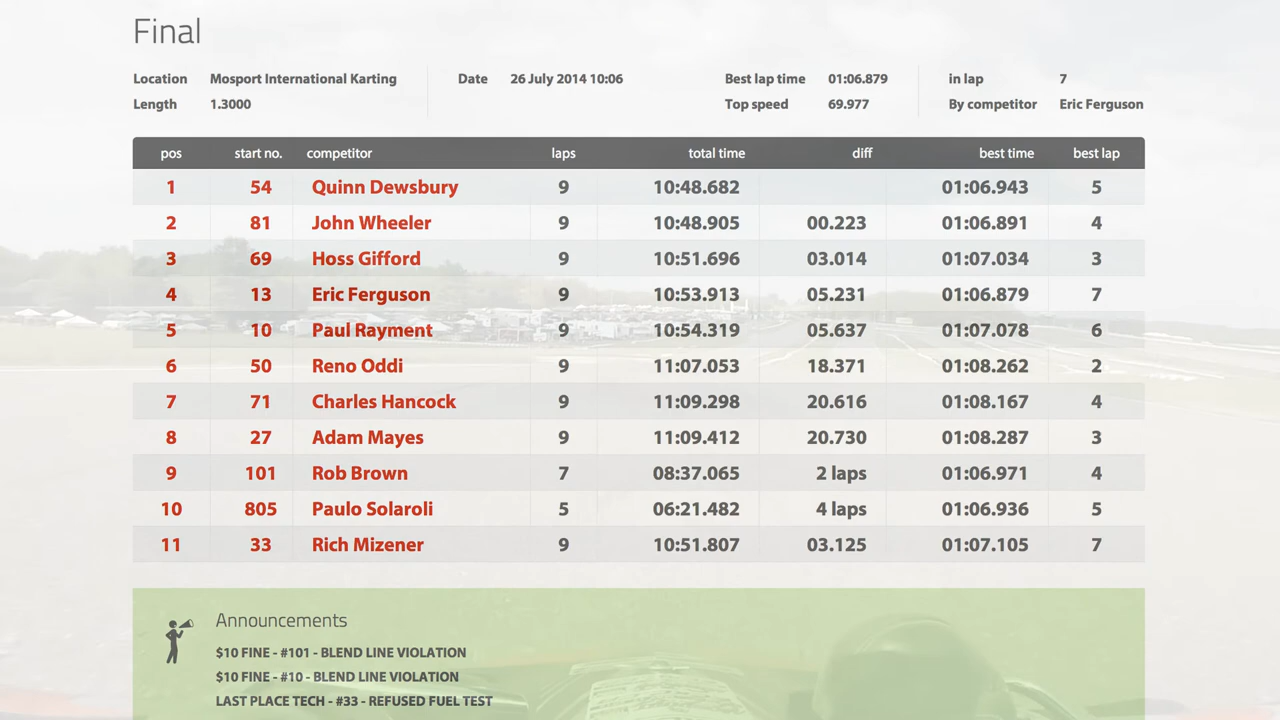 Final
Location Mosport International Karting Date 26 July 2014 10:06 Best lap time 01:06.879 in lap 7
Length 1.3000 Top speed 69.977 By competitor Eric Ferguson
pos start no. competitor laps total time diff best time best lap
1 54 Quinn Dewsbury 9 10:48.682 01:06.943 5
2 81 John Wheeler 9 10:48.905 00.223 01:06.891 4
3 69 Hoss Gifford 9 10:51.696 03.014 01:07.034 3
4 13 Eric Ferguson 9 10:53.913 05.231 01:06.879 7
5 10 Paul Rayment 9 10:54.319 05.637 01:07.078 6
6 50 Reno Oddi 9 11:07.053 18.371 01:08.262 2
7 71 Charles Hancock 9 11:09.298 20.616 01:08.167 4
8 27 Adam Mayes 9 11:09.412 20.730 01:08.287 3
9 101 Rob Brown 7 08:37.065 2 laps 01:06.971 4
10 805 Paulo Solaroli 5 06:21.482 4 laps 01:06.936 5
11 33 Rich Mizener 9 10:51.807 03.125 01:07.105 7
Announcements
$10 FINE - #101 - BLEND LINE VIOLATION
$10 FINE - #10 - BLEND LINE VIOLATION
LAST PLACE TECH - #33 - REFUSED FUEL TEST